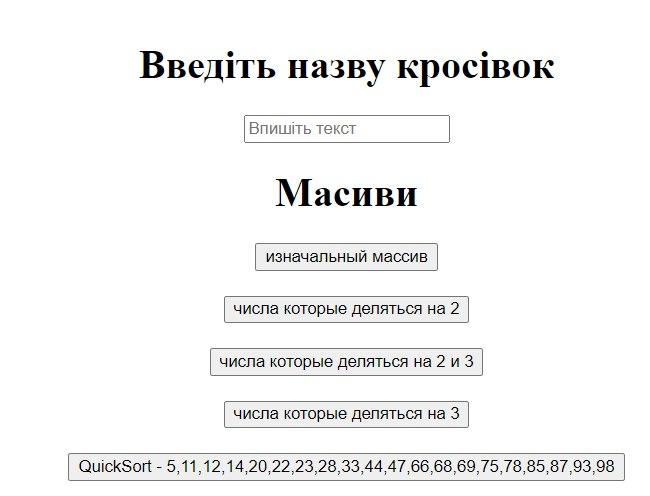 Введіть назву кросівок
Впишіть текст
Масиви
изначальный массив
числа которые деляться на 2
числа которые деляться на 2 и 3
числа которые деляться на 3
QuickSort - 5,11,12,14,20,22,23,28,33,44,47,66,68,69,75,78,85,87,93,98